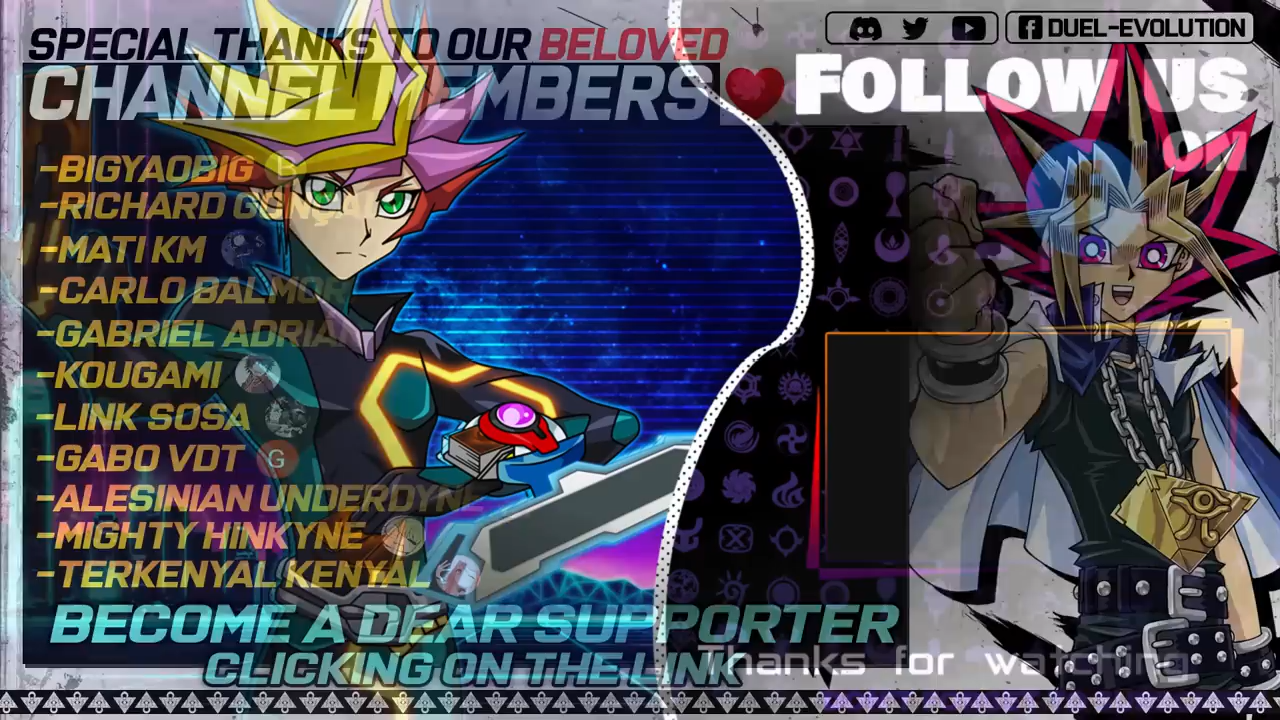 SPECIAL THANKS TO OUR BELOVED
CHANNEL MEMBERS
-BIGYAOBIG
-RICHARD
-MATI KM
-CARLO
-GABRIEL
-KOUGAMI
-LINK SOSA
-GABO VDT G
-ALESINIAN UNDERDYNE
-MIGHTY HINKYNE
-TERKENYAL KENYAL
BECOME A DEAR SUPPORTER
CLICKING ON THE LINK
DUEL-EVOLUTION
FOLLOW US
ON
Thanks for watching